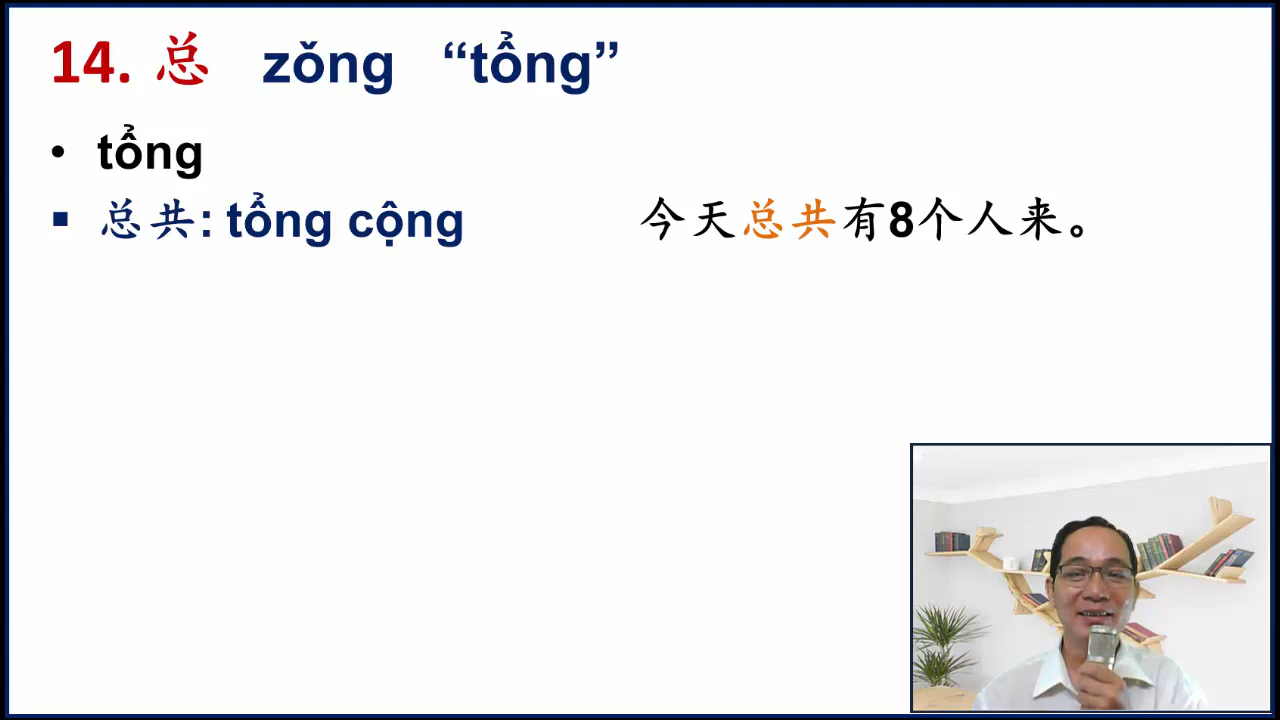 14. 总 zǒng “tổng”
• tổng
▪ 总共: tổng cộng 今天总共有8个人来。